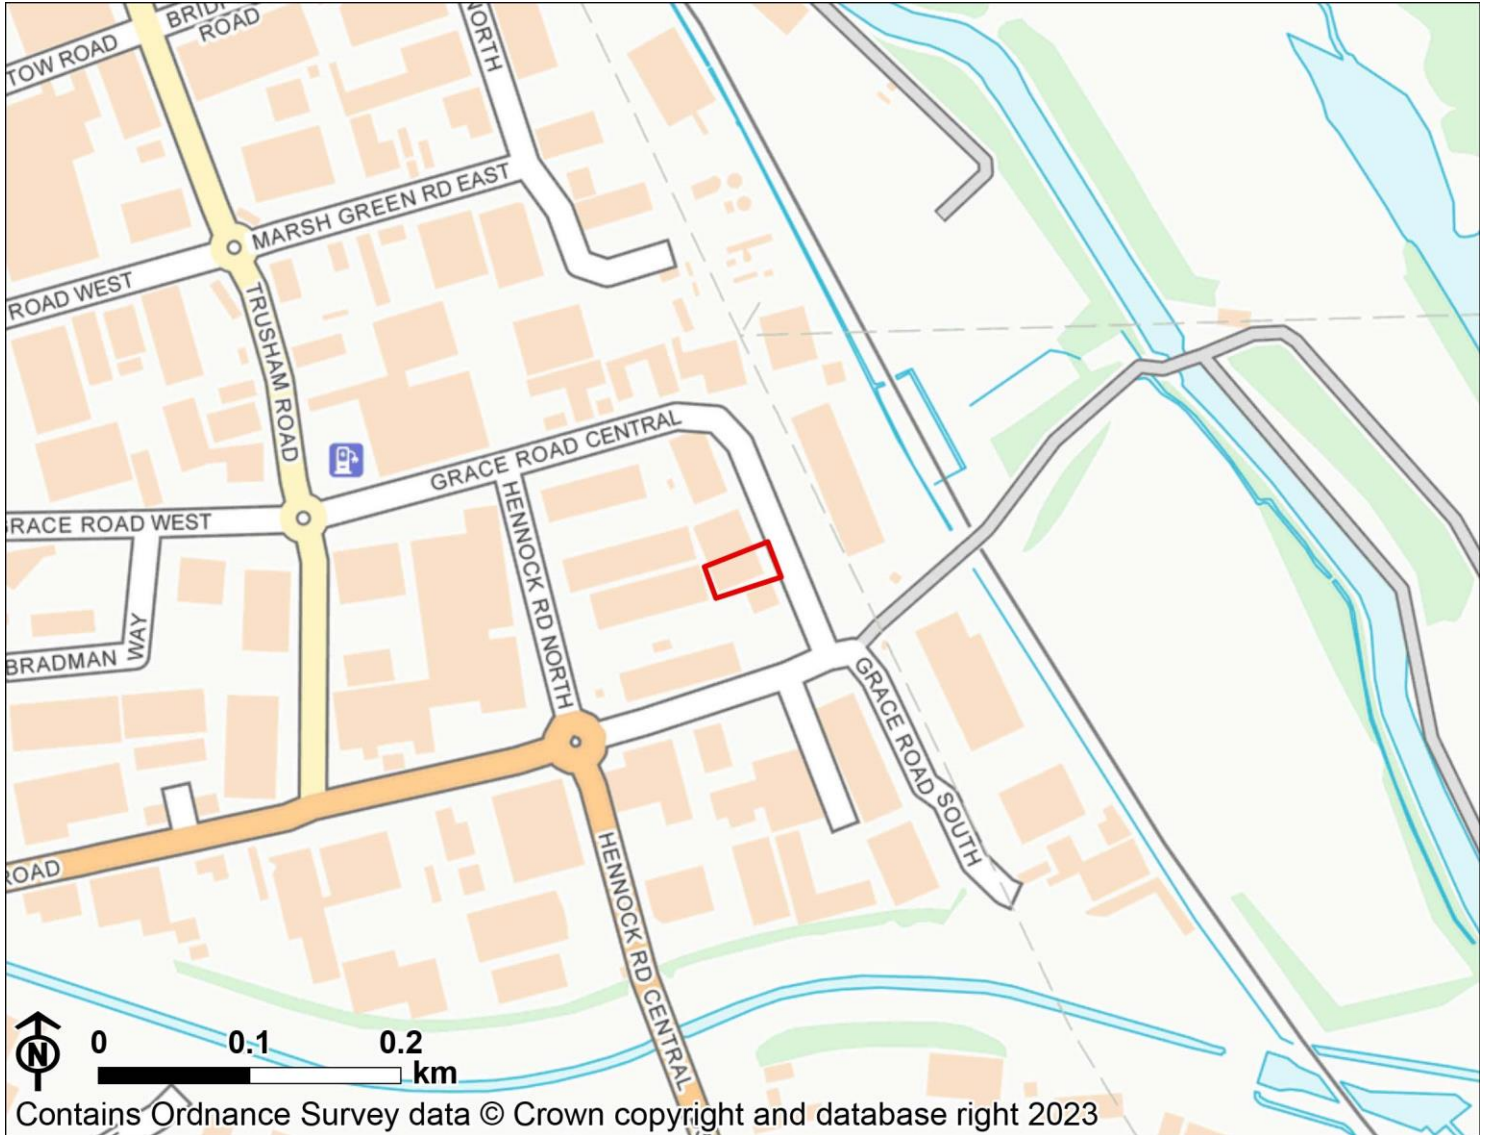 BRIDF
ROAD
TOW ROAD
NORTH
MARSH GREEN RD EAST
ROAD WEST
TRUSHAM ROAD
GRACE ROAD CENTRAL
GRACE ROAD WEST
HENNOCK RD NORTH
BRADMAN WAY
GRACE ROAD SOUTH
ROAD
HENNOCK RD CENTRAL
N
0 0.1 0.2
km
Contains Ordnance Survey data © Crown copyright and database right 2023